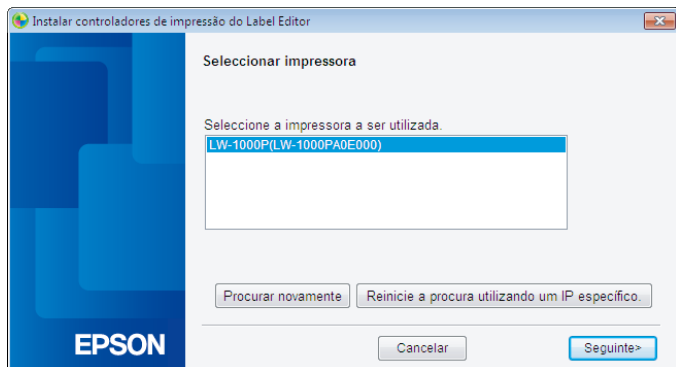 Instalar controladores de impressão do Label Editor
Seleccionar impressora
Seleccione a impressora a ser utilizada.
LW-1000P(LW-1000PA0E000)
Procurar novamente
Reinicie a procura utilizando um IP específico.
EPSON
Cancelar
Seguinte>